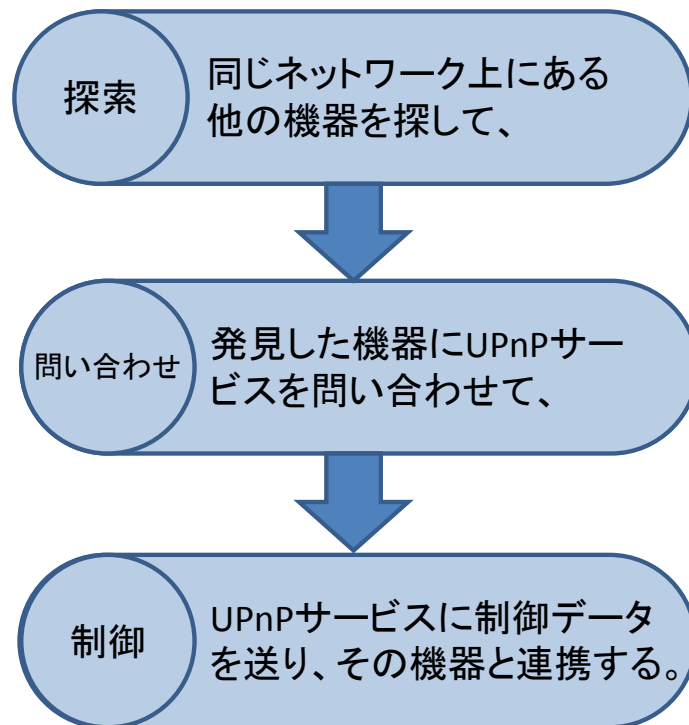 探索
同じネットワーク上にある
他の機器を探して、
問い合わせ
発見した機器にUPnPサー
ビスを問い合わせて、
制御
UPnPサービスに制御データ
を送り、その機器と連携する。